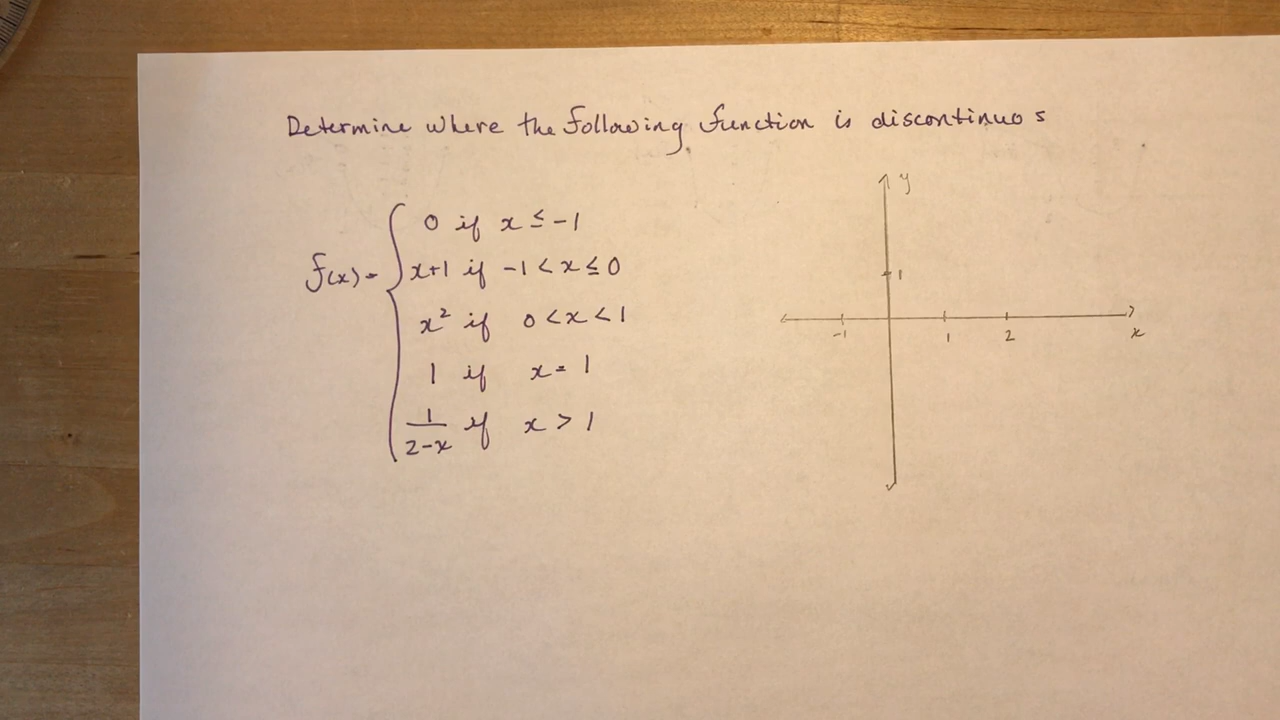 Determine where the following function is discontinuos
f(x) = { 0 if x ≤ -1
x+1 if -1 < x ≤ 0
x² if 0 < x < 1
1 if x = 1
1/(2-x) if x > 1
y
1
-1 1 2
x